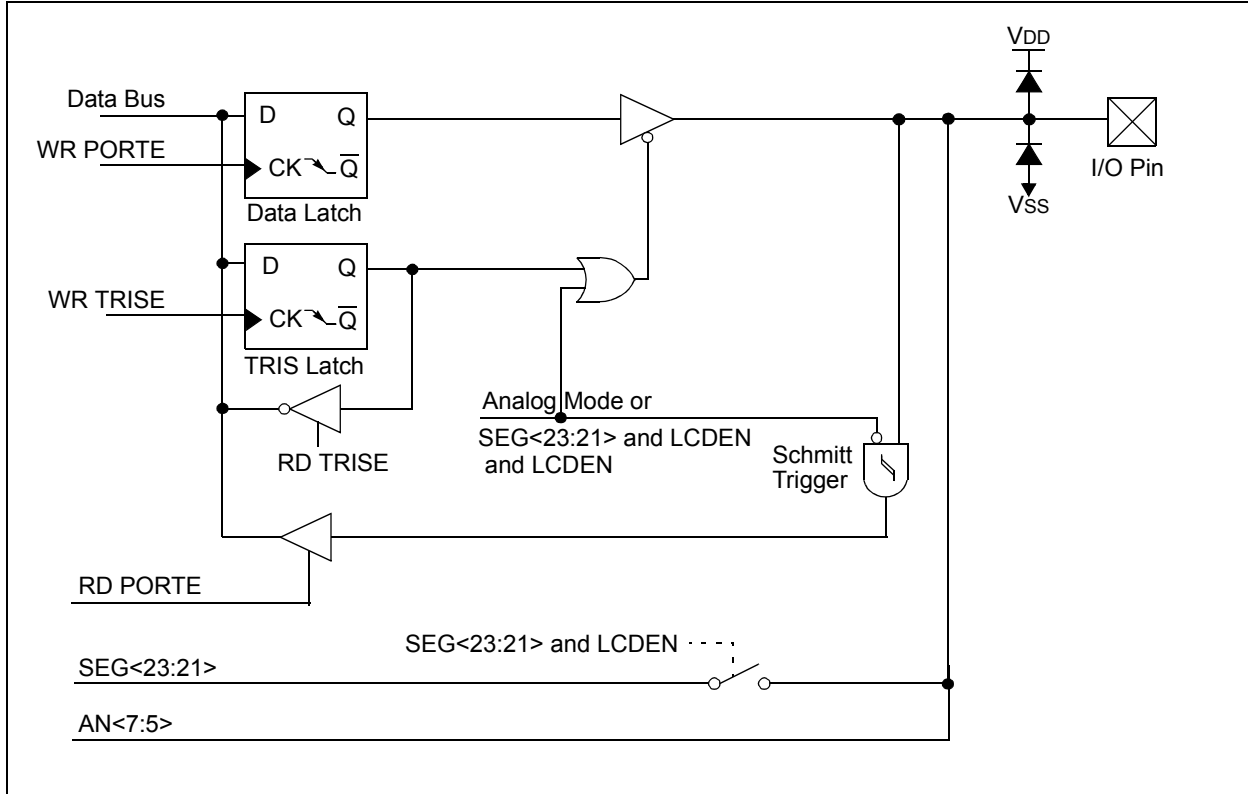 VDD
Data Bus
D Q
WR PORTE
CK Q̅
I/O Pin
Data Latch
VSS
D Q
WR TRISE
CK Q̅
TRIS Latch
Analog Mode or
SEG<23:21> and LCDEN
and LCDEN
RD TRISE
Schmitt
Trigger
RD PORTE
SEG<23:21> and LCDEN
SEG<23:21>
AN<7:5>